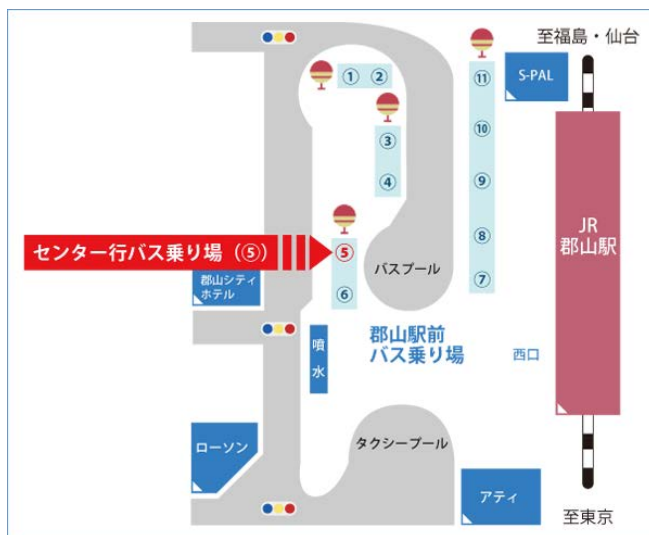 至福島・仙台
S-PAL
①
②
③
④
⑪
⑩
⑨
⑧
⑦
JR
郡山駅
センター行バス乗り場（⑤）
⑤
⑥
郡山シティ
ホテル
バスプール
郡山駅前
バス乗り場
西口
噴
水
ローソン
タクシープール
アティ
至東京